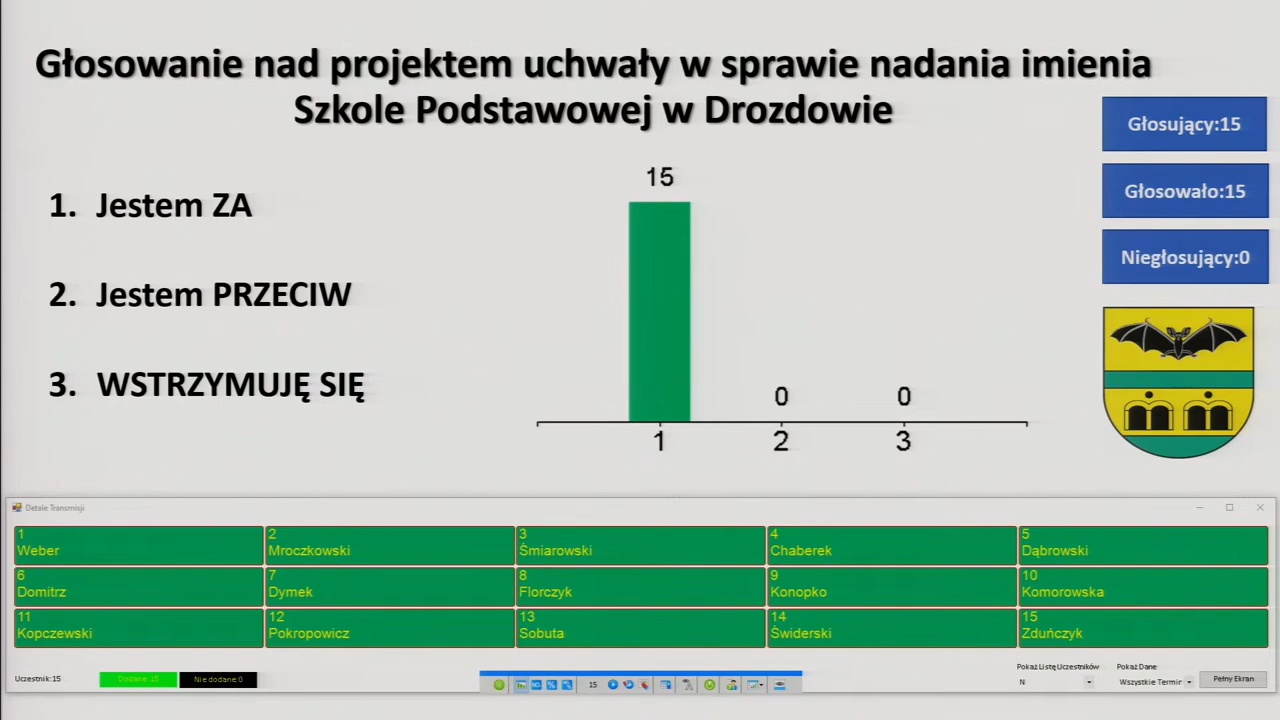 Głosowanie nad projektem uchwały w sprawie nadania imienia
Szkole Podstawowej w Drozdowie
Głosujący:15
Głosowało:15
Niegłosujący:0
1. Jestem ZA
2. Jestem PRZECIW
3. WSTRZYMUJĘ SIĘ
15
0
0
1
2
3
Detale Transmisji
1
Weber
2
Mroczkowski
3
Śmiarowski
4
Chaberek
5
Dąbrowski
6
Domitrz
7
Dymek
8
Florczyk
9
Konopko
10
Komorowska
11
Kopczewski
12
Pokropowicz
13
Sobuta
14
Świderski
15
Zduńczyk
Uczestnik:15
Dodane:15
Nie dodane:0
15
Pokaż Listę Uczestników
N
Pokaż Dane
Wszystkie Termir
Pełny Ekran